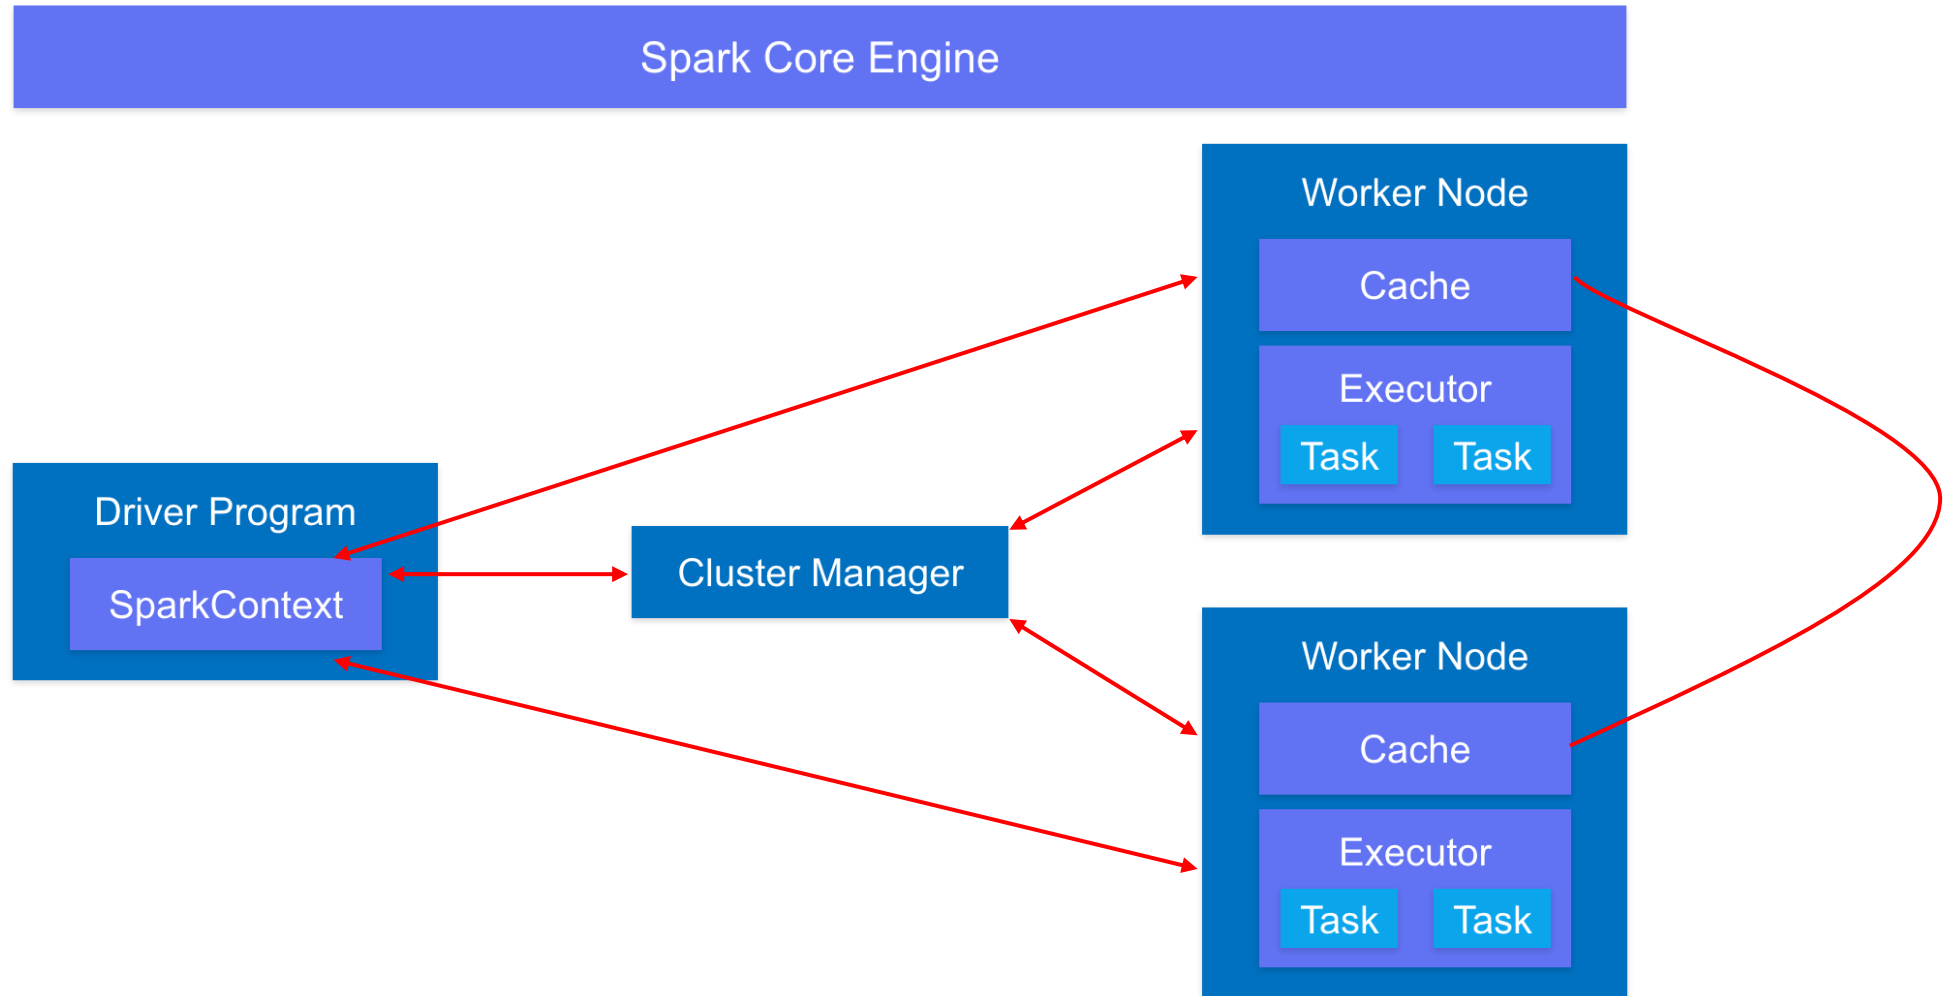 Spark Core Engine
Worker Node
Cache
Executor
Task Task
Driver Program
SparkContext
Cluster Manager
Worker Node
Cache
Executor
Task Task